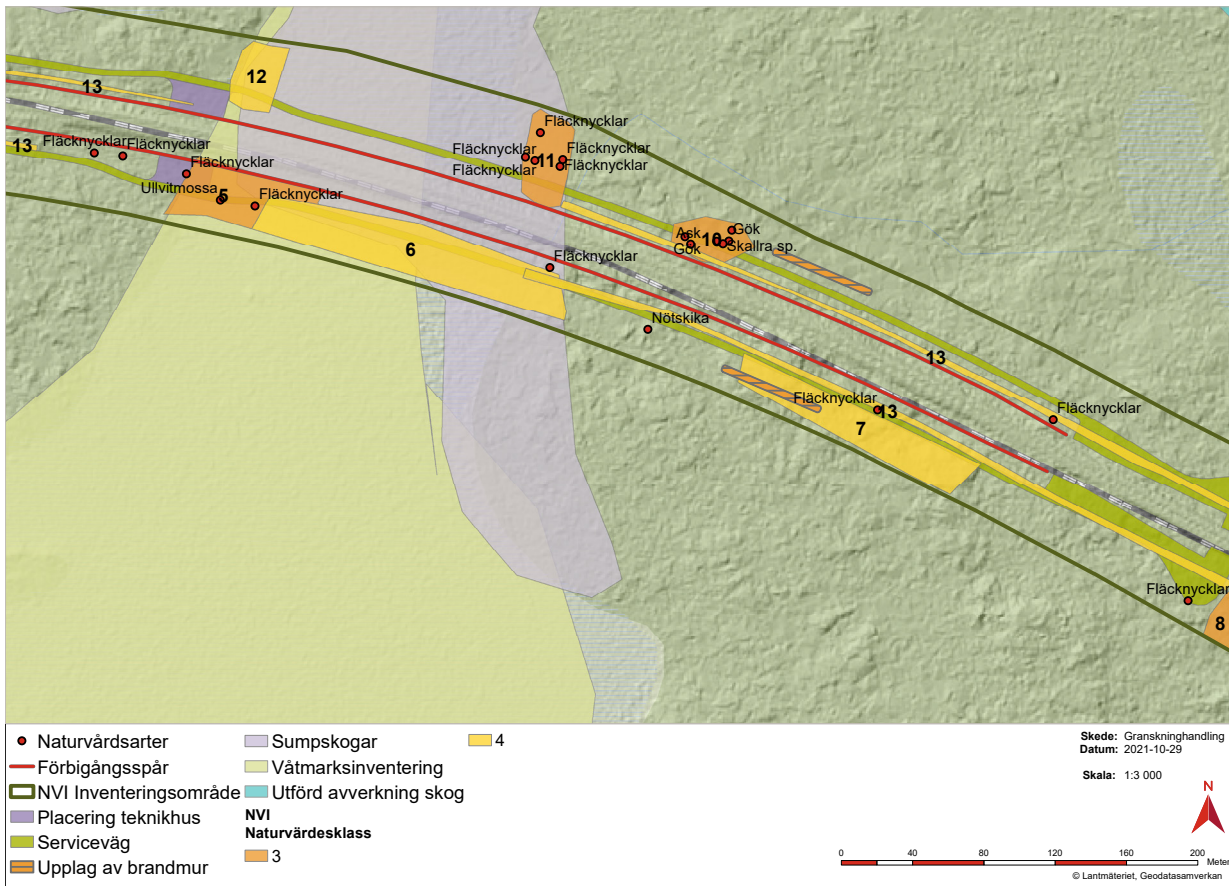 12
13
Fläcknycklar
Fläcknycklar
Fläcknycklar
Fläcknycklar
11
Fläcknycklar
Fläcknycklar
13
Fläcknycklar
Fläcknycklar
Ullvitmossa
5
Fläcknycklar
Gök
Ask
10
Gök
Skallra sp.
6
Fläcknycklar
Nötskika
13
Fläcknycklar
13
Fläcknycklar
7
Fläcknycklar
8
Naturvårdsarter
Förbigångsspår
NVI Inventeringsområde
Placering teknikhus
Serviceväg
Upplag av brandmur
Sumpskogar
Våtmarksinventering
Utförd avverkning skog
NVI
Naturvärdesklass
3
4
Skede: Granskninghandling
Datum: 2021-10-29
Skala: 1:3 000
N
0 40 80 120 160 200
Meter
© Lantmäteriet, Geodatasamverkan